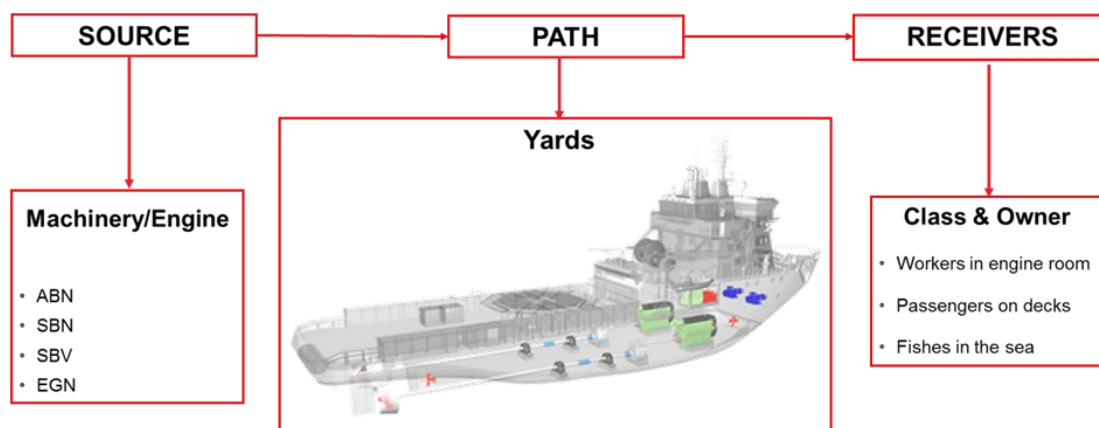 SOURCE
PATH
RECEIVERS
Machinery/Engine
• ABN
• SBN
• SBV
• EGN
Yards
Class & Owner
• Workers in engine room
• Passengers on decks
• Fishes in the sea